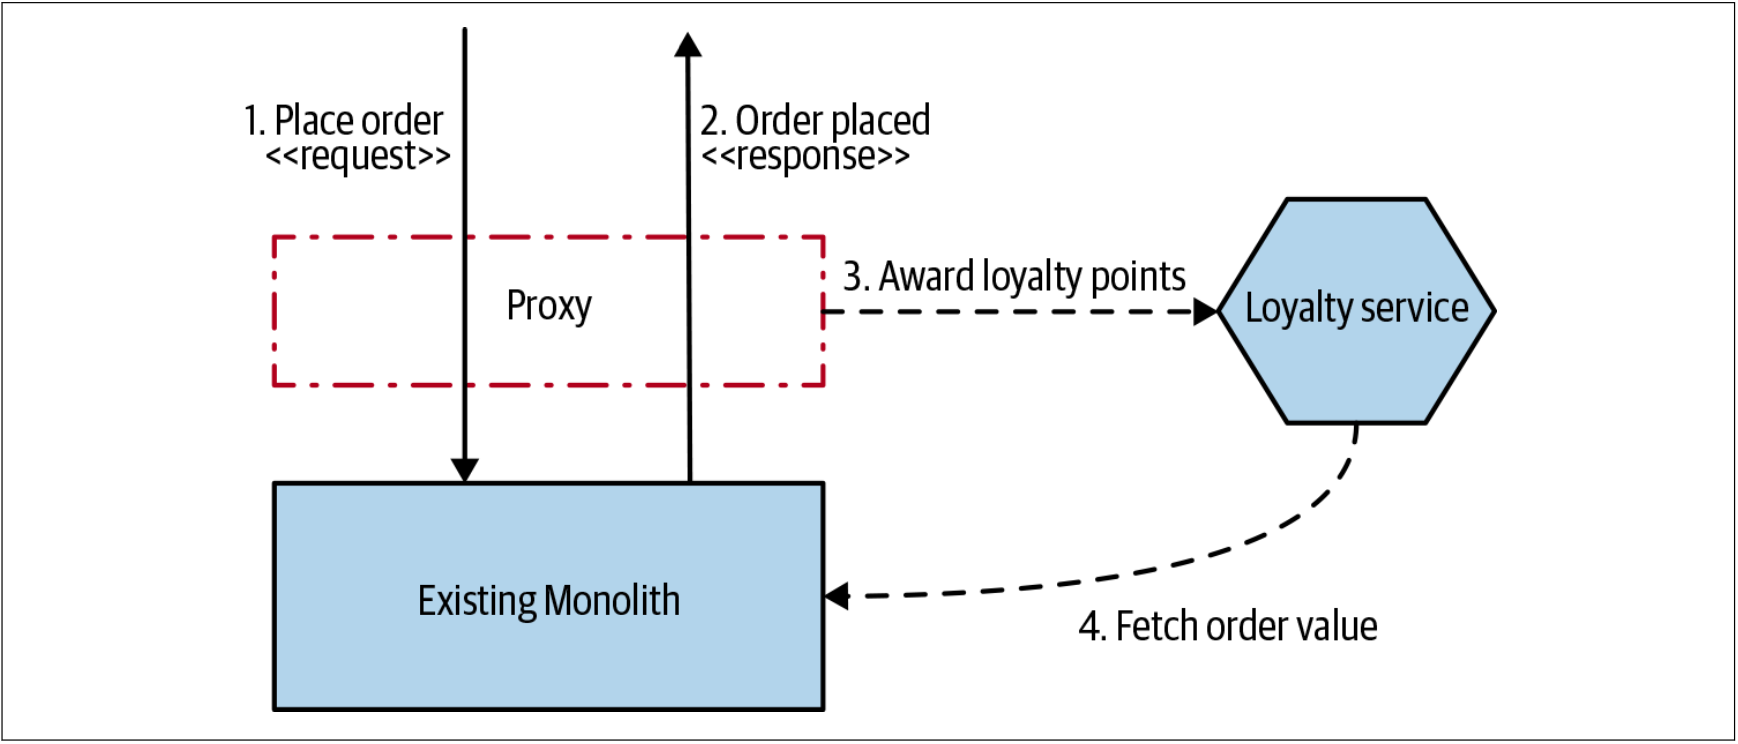 1. Place order
<<request>>
2. Order placed
<<response>>
Proxy
3. Award loyalty points
Loyalty service
Existing Monolith
4. Fetch order value